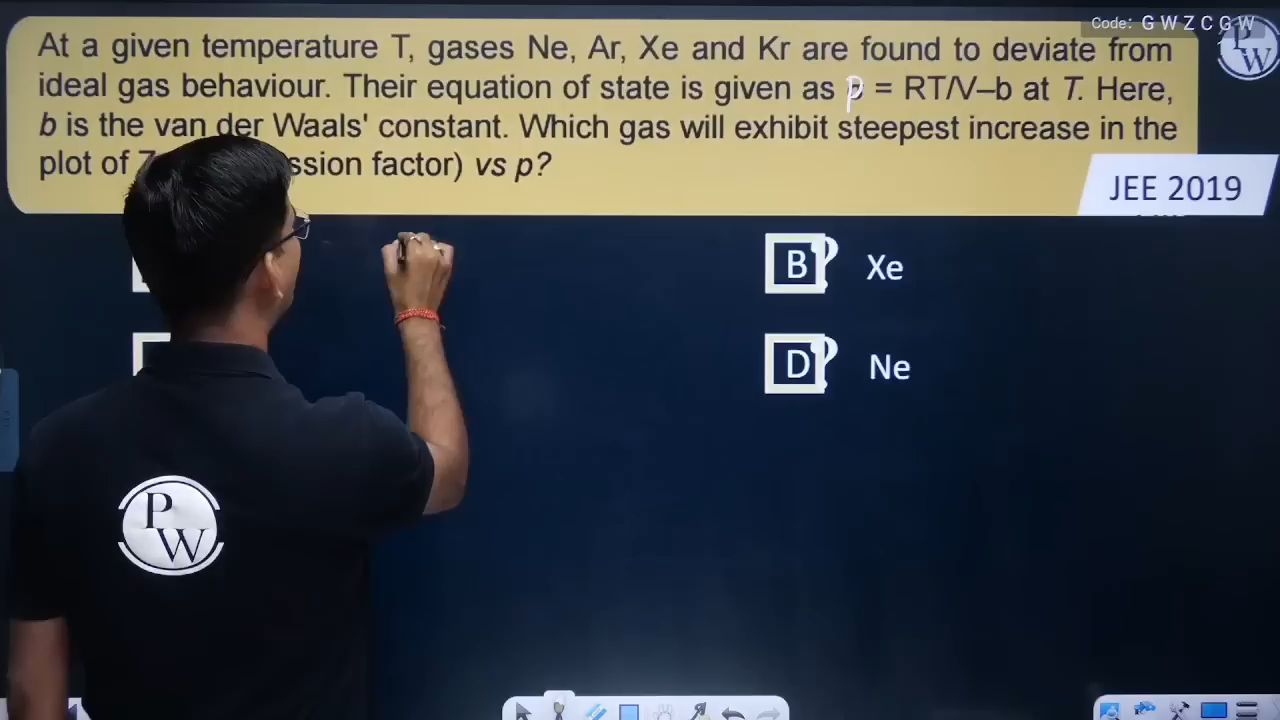 Code: G W Z C G W
At a given temperature T, gases Ne, Ar, Xe and Kr are found to deviate from
ideal gas behaviour. Their equation of state is given as p = RT/V–b at T. Here,
b is the van der Waals' constant. Which gas will exhibit steepest increase in the
plot of factor) vs p?
JEE 2019
B Xe
D Ne
P W
P W